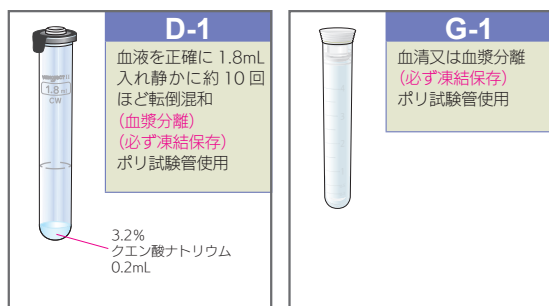 D-1
血液を正確に 1.8mL
入れ静かに約 10 回
ほど転倒混和
(血漿分離)
(必ず凍結保存)
ポリ試験管使用
1.8 mL
CW
3.2%
クエン酸ナトリウム
0.2mL
G-1
血清又は血漿分離
(必ず凍結保存)
ポリ試験管使用